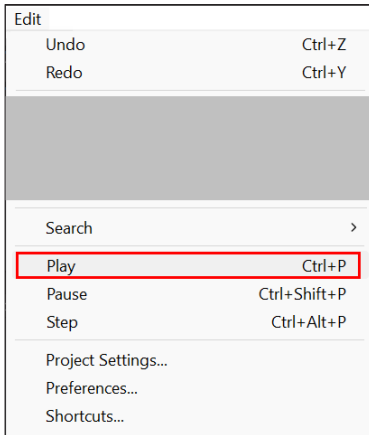 Edit
Undo Ctrl+Z
Redo Ctrl+Y
Search >
Play Ctrl+P
Pause Ctrl+Shift+P
Step Ctrl+Alt+P
Project Settings...
Preferences...
Shortcuts...